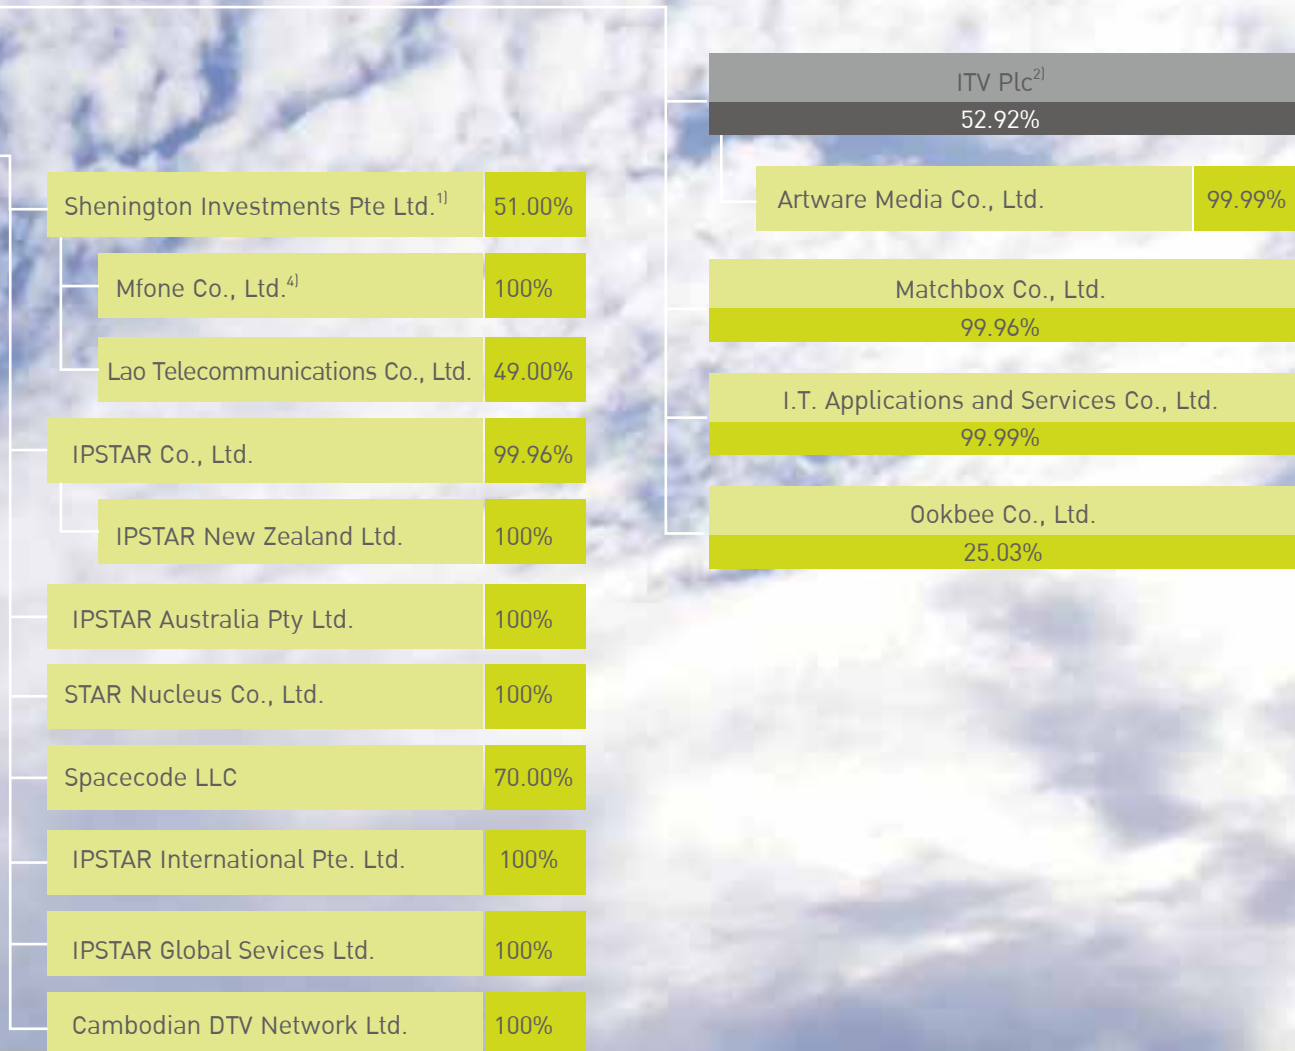 Shenington Investments Pte Ltd.1) 51.00%
Mfone Co., Ltd.4) 100%
Lao Telecommunications Co., Ltd. 49.00%
IPSTAR Co., Ltd. 99.96%
IPSTAR New Zealand Ltd. 100%
IPSTAR Australia Pty Ltd. 100%
STAR Nucleus Co., Ltd. 100%
Spacecode LLC 70.00%
IPSTAR International Pte. Ltd. 100%
IPSTAR Global Sevices Ltd. 100%
Cambodian DTV Network Ltd. 100%
ITV Plc2)
52.92%
Artware Media Co., Ltd. 99.99%
Matchbox Co., Ltd.
99.96%
I.T. Applications and Services Co., Ltd.
99.99%
Ookbee Co., Ltd.
25.03%